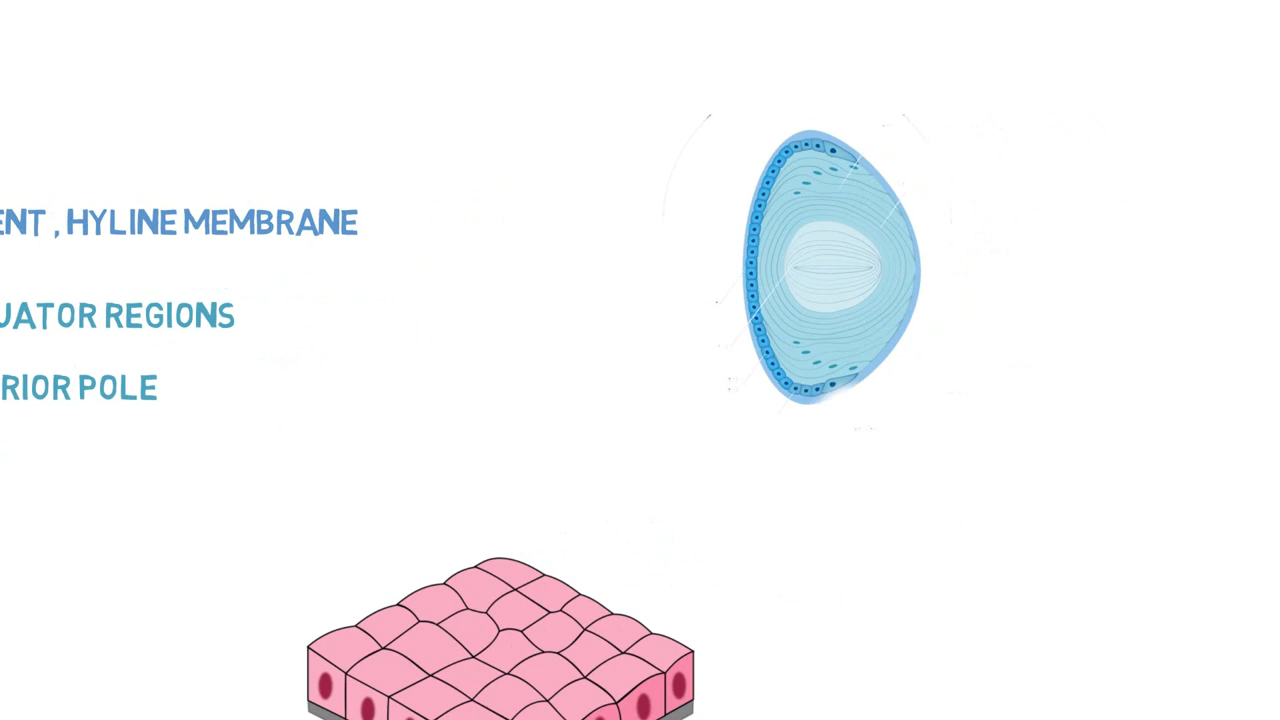 ENT , HYLINE MEMBRANE
UATOR REGIONS
RIOR POLE